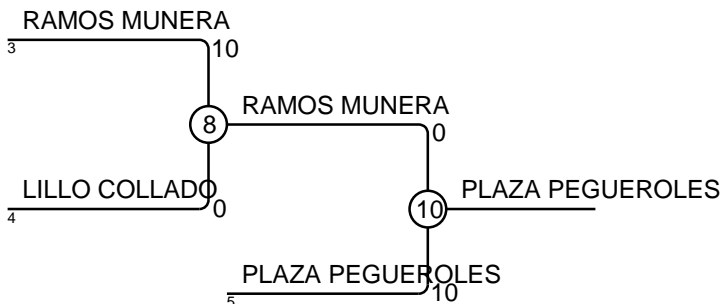 RAMOS MUNERA
3
10
RAMOS MUNERA
8
0
LILLO COLLADO
PLAZA PEGUEROLES
4
0
10
PLAZA PEGUEROLES
5
10